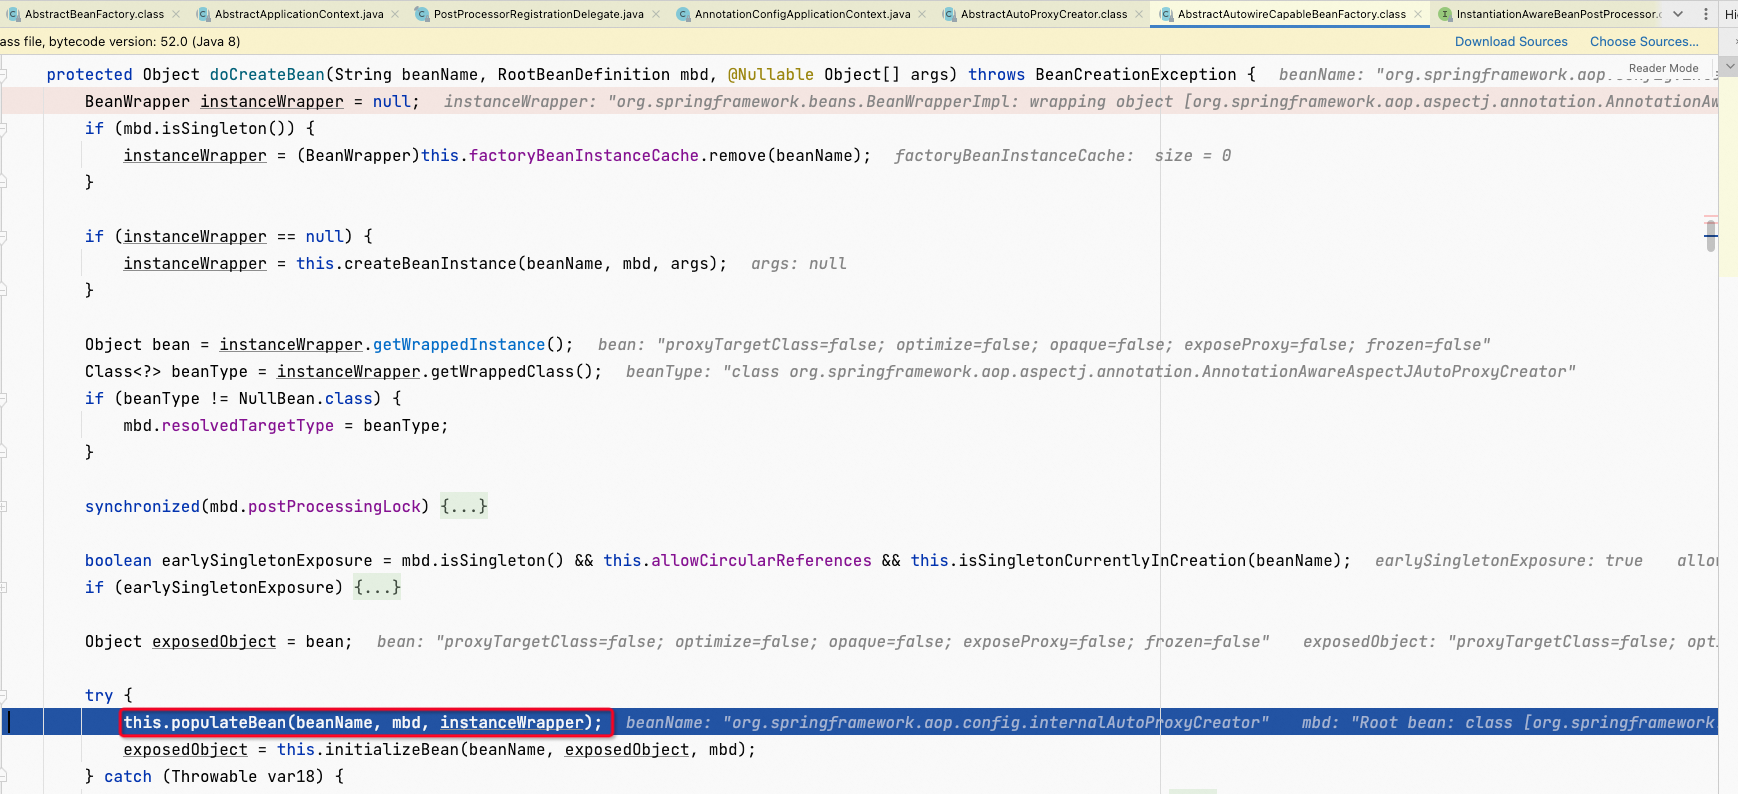 AbstractBeanFactory.class AbstractApplicationContext.java PostProcessorRegistrationDelegate.java AnnotationConfigApplicationContext.java AbstractAutoProxyCreator.class AbstractAutowireCapableBeanFactory.class InstantiationAwareBeanPostProcessor.
ass file, bytecode version: 52.0 (Java 8) Download Sources Choose Sources...
Reader Mode
protected Object doCreateBean(String beanName, RootBeanDefinition mbd, @Nullable Object[] args) throws BeanCreationException { beanName: "org.springframework.aop.config.inte
BeanWrapper instanceWrapper = null; instanceWrapper: "org.springframework.beans.BeanWrapperImpl: wrapping object [org.springframework.aop.aspectj.annotation.AnnotationAw
if (mbd.isSingleton()) {
instanceWrapper = (BeanWrapper)this.factoryBeanInstanceCache.remove(beanName); factoryBeanInstanceCache: size = 0
}
if (instanceWrapper == null) {
instanceWrapper = this.createBeanInstance(beanName, mbd, args); args: null
}
Object bean = instanceWrapper.getWrappedInstance(); bean: "proxyTargetClass=false; optimize=false; opaque=false; exposeProxy=false; frozen=false"
Class<?> beanType = instanceWrapper.getWrappedClass(); beanType: "class org.springframework.aop.aspectj.annotation.AnnotationAwareAspectJAutoProxyCreator"
if (beanType != NullBean.class) {
mbd.resolvedTargetType = beanType;
}
synchronized(mbd.postProcessingLock) {...}
boolean earlySingletonExposure = mbd.isSingleton() && this.allowCircularReferences && this.isSingletonCurrentlyInCreation(beanName); earlySingletonExposure: true allow
if (earlySingletonExposure) {...}
Object exposedObject = bean; bean: "proxyTargetClass=false; optimize=false; opaque=false; exposeProxy=false; frozen=false" exposedObject: "proxyTargetClass=false; opt
try {
this.populateBean(beanName, mbd, instanceWrapper); beanName: "org.springframework.aop.config.internalAutoProxyCreator" mbd: "Root bean: class [org.springframework.
exposedObject = this.initializeBean(beanName, exposedObject, mbd);
} catch (Throwable var18) {